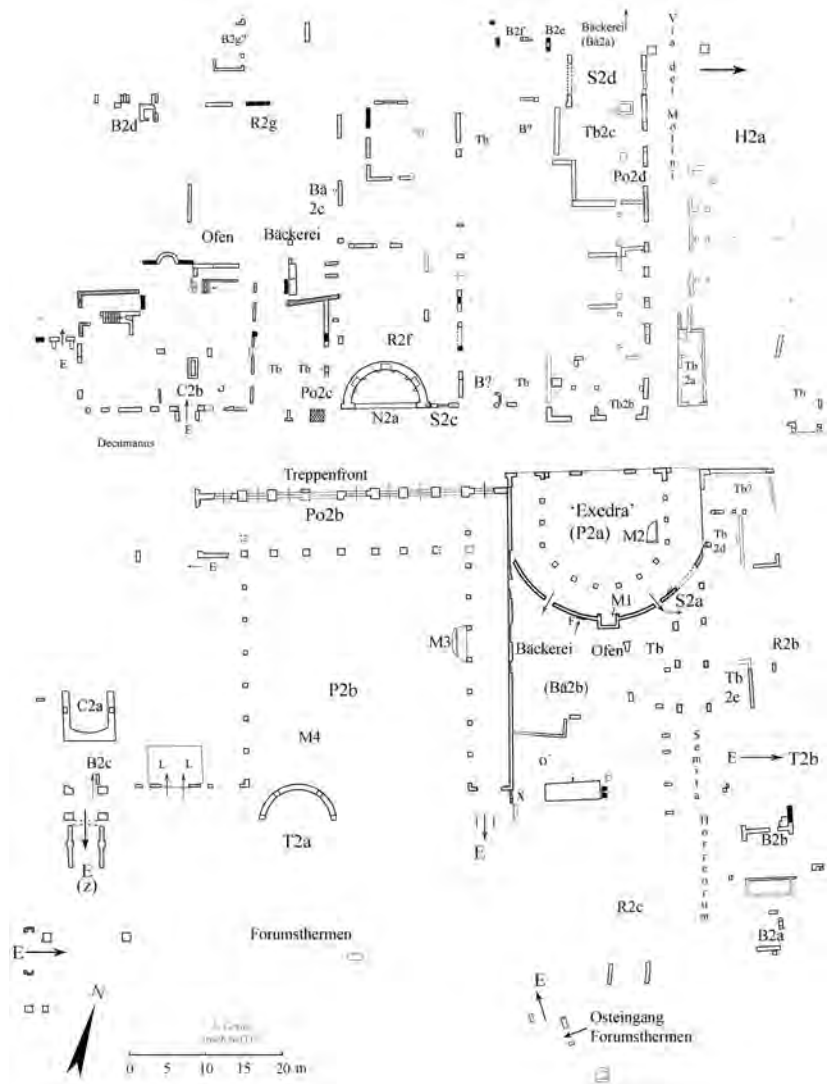 B2g?
B2f
B2e
Bäckerei
(Bä2a)
Via dei Molini
S2d
B2d
R2g
Tb
B?
Tb2c
H2a
Po2d
Bä
2c
Ofen
Bäckerei
R2f
E
C2b
Tb
Tb
Po2c
N2a
S2c
B?
Tb
Tb2b
Tb
2a
Tb
E
Decumanus
Treppenfront
Po2b
'Exedra'
(P2a)
M2
Tb?
Tb
2d
E
M1
S2a
F
M3
Bäckerei
Ofen
Tb
R2b
P2b
(Bä2b)
Tb
2e
C2a
M4
Semita Horreorum
E
T2b
B2c
L
L
T2a
E
(z)
X
E
B2b
R2c
B2a
E
Forumsthermen
E
Osteingang
Forumsthermen
N
0
5
10
15
20 m